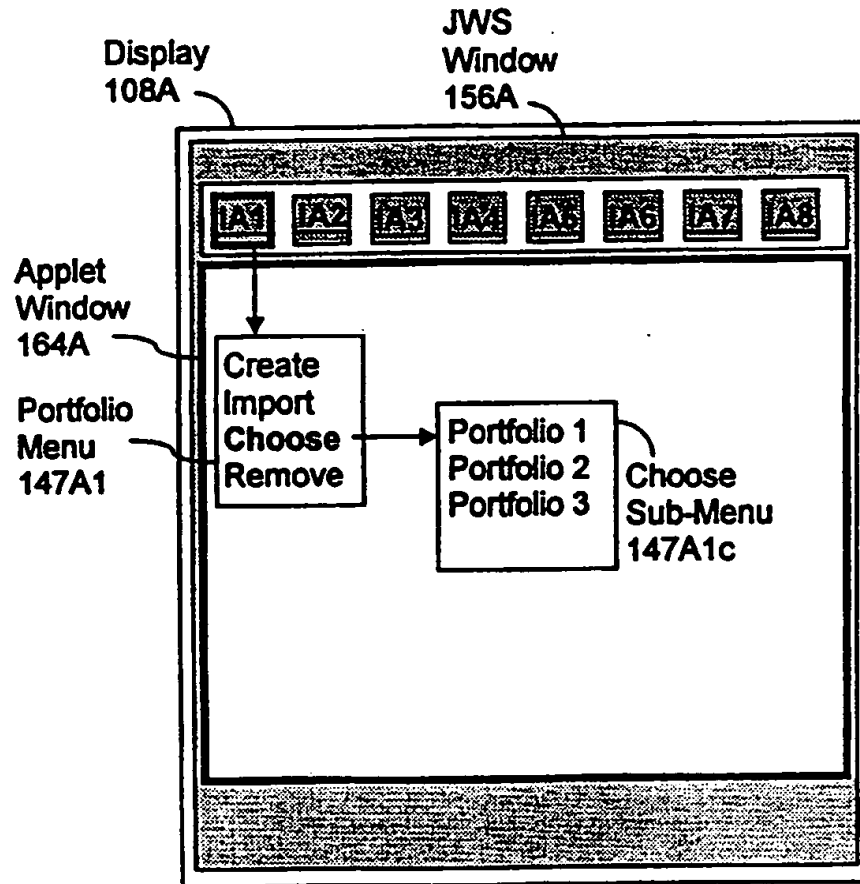 Display
108A
JWS
Window
156A
IA1 IA2 IA3 IA4 IA5 IA6 IA7 IA8
Applet
Window
164A
Portfolio
Menu
147A1
Create
Import
Choose
Remove
Portfolio 1
Portfolio 2
Portfolio 3
Choose
Sub-Menu
147A1c